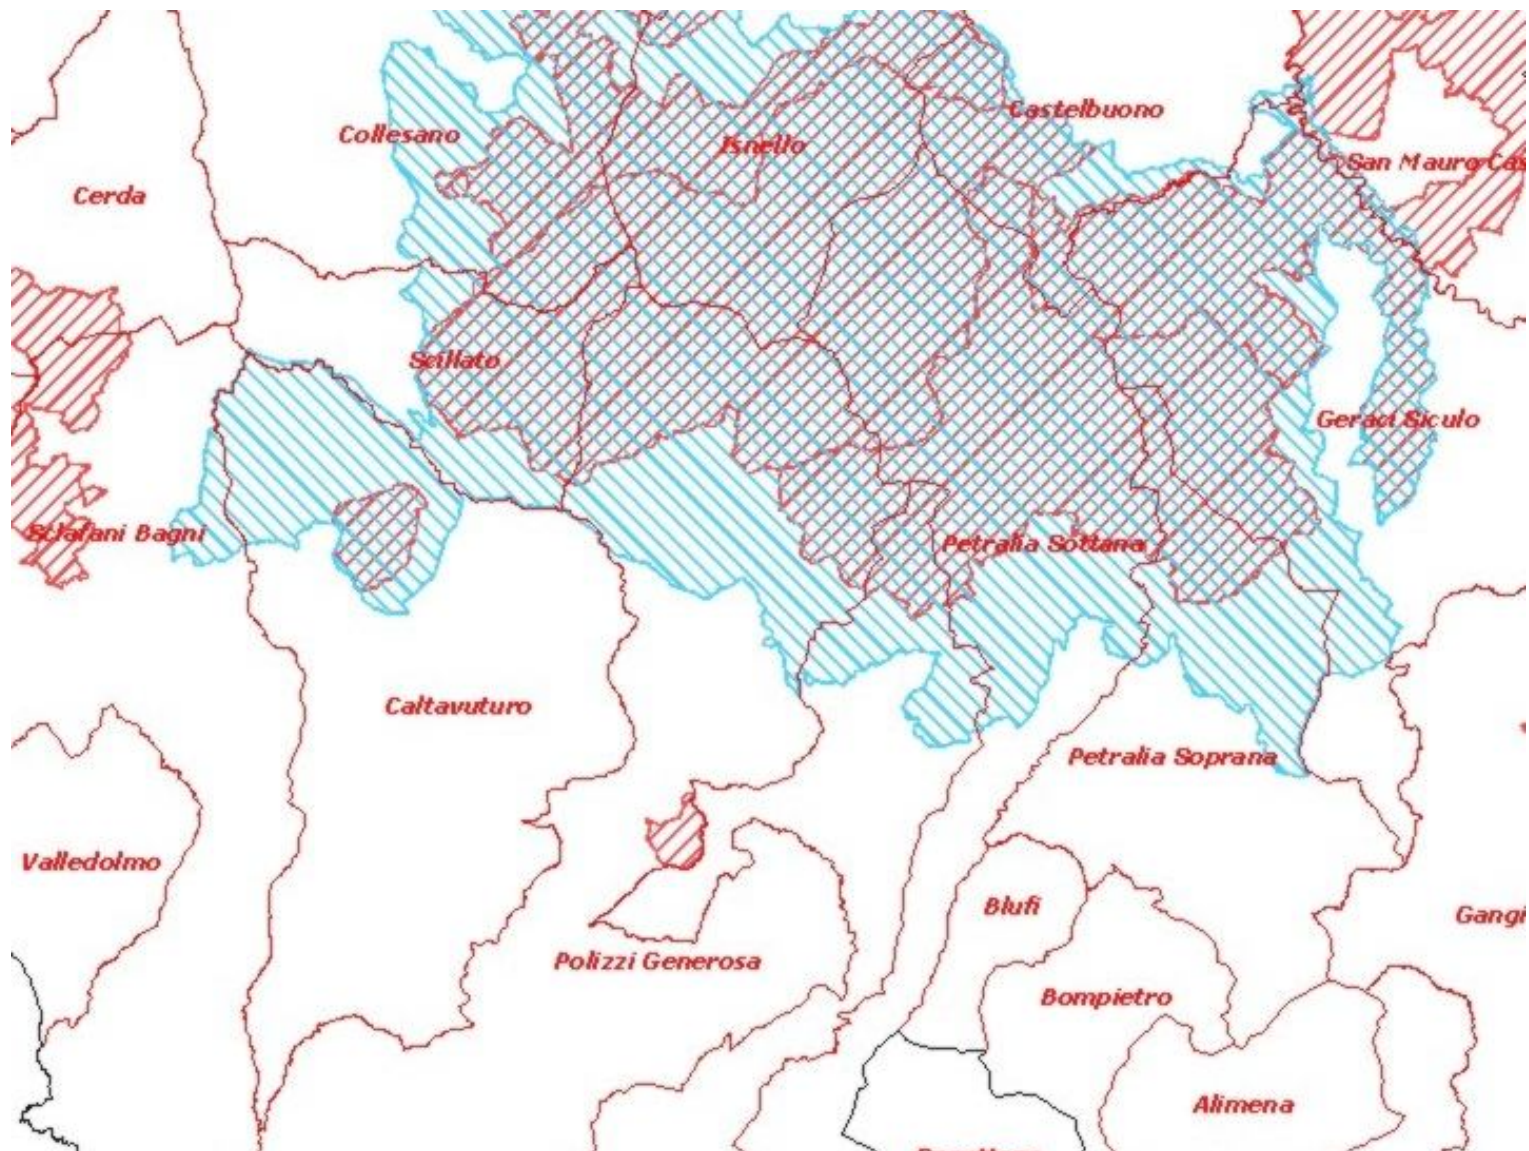 Castelbuono
Collesano
Isnello
San Mauro Cas
Cerda
Scillato
Geraci Siculo
Sclafani Bagni
Petralia Sottana
Caltavuturo
Petralia Soprana
Valledolmo
Blufi
Gangi
Polizzi Generosa
Bompietro
Alimena